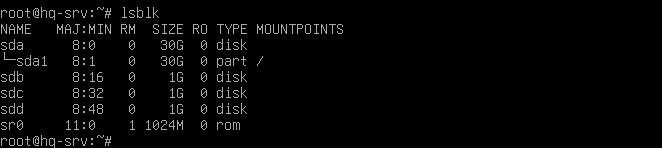 root@hq-srv:~# lsblk
NAME   MAJ:MIN RM  SIZE RO TYPE MOUNTPOINTS
sda      8:0    0   30G  0 disk
└─sda1   8:1    0   30G  0 part /
sdb      8:16   0    1G  0 disk
sdc      8:32   0    1G  0 disk
sdd      8:48   0    1G  0 disk
sr0     11:0    1 1024M  0 rom
root@hq-srv:~#